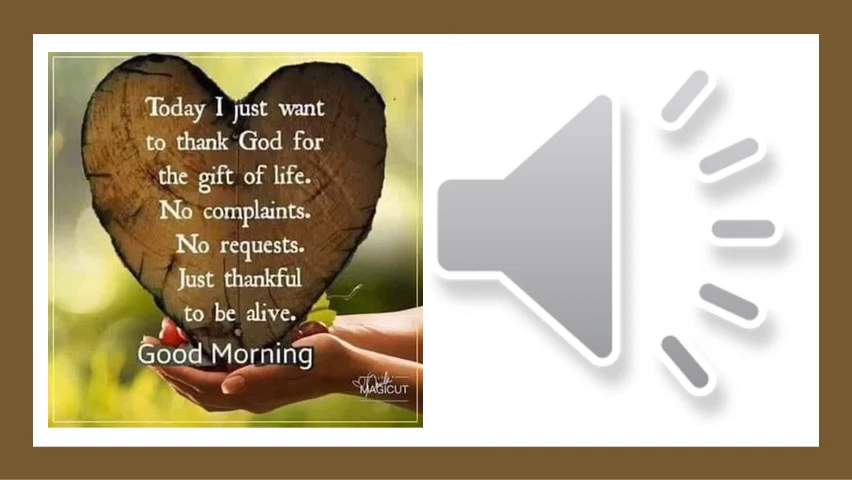 Today I just want
to thank God for
the gift of life.
No complaints.
No requests.
Just thankful
to be alive.
Good Morning
MAGICUT